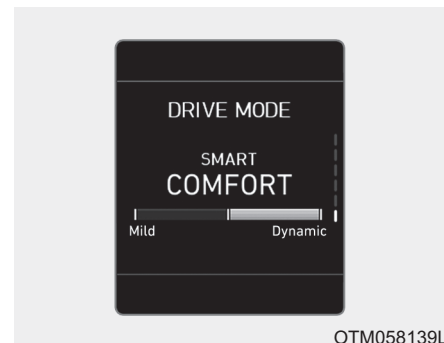 DRIVE MODE
SMART
COMFORT
Mild Dynamic
OTM058139L